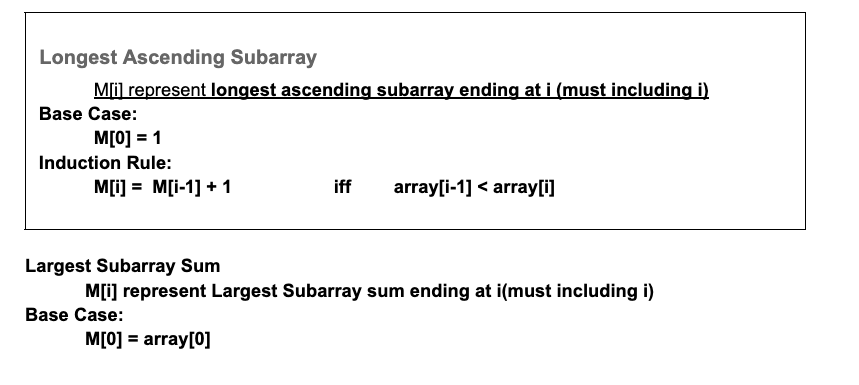 Longest Ascending Subarray
M[i] represent longest ascending subarray ending at i (must including i)
Base Case:
M[0] = 1
Induction Rule:
M[i] = M[i-1] + 1 iff array[i-1] < array[i]
Largest Subarray Sum
M[i] represent Largest Subarray sum ending at i(must including i)
Base Case:
M[0] = array[0]